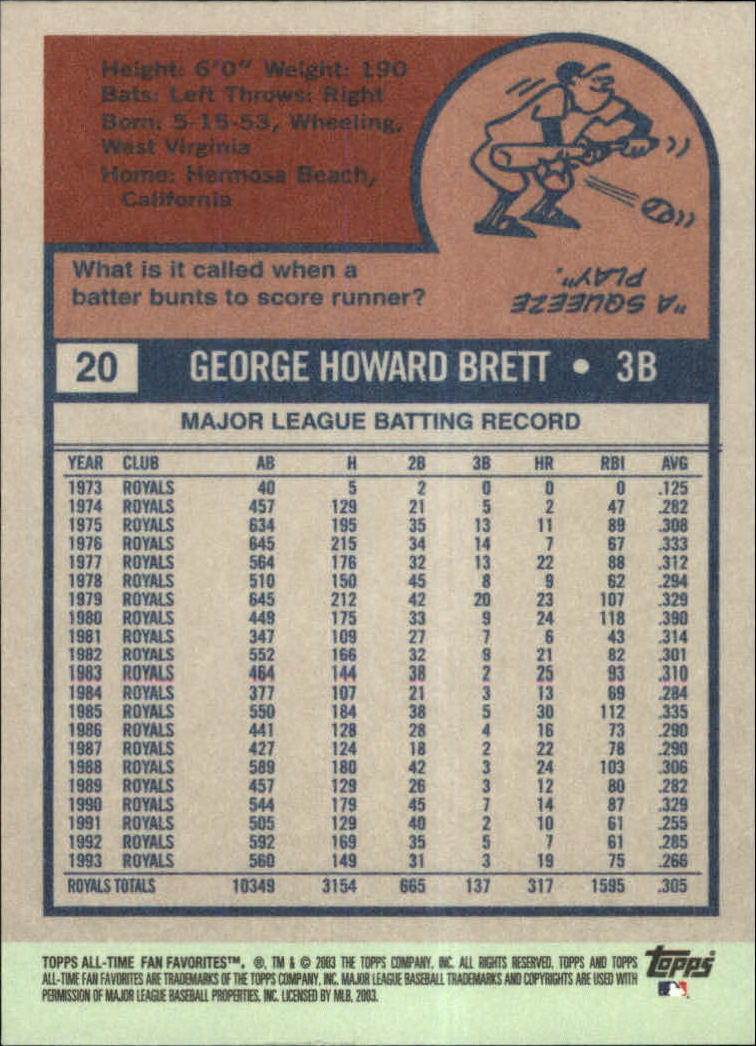 Height: 6'0" Weight: 190
Bats: Left Throws: Right
Born: 5-15-53, Wheeling,
West Virginia
Home: Hermosa Beach,
California
What is it called when a
batter bunts to score runner?
"A SQUEEZE
PLAY".
20 GEORGE HOWARD BRETT • 3B
MAJOR LEAGUE BATTING RECORD
YEAR CLUB AB H 2B 3B HR RBI AVG
1973 ROYALS 40 5 2 0 0 0 .125
1974 ROYALS 457 129 21 5 2 47 .282
1975 ROYALS 634 195 35 13 11 89 .308
1976 ROYALS 645 215 34 14 7 67 .333
1977 ROYALS 564 176 32 13 22 88 .312
1978 ROYALS 510 150 45 8 9 62 .294
1979 ROYALS 645 212 42 20 23 107 .329
1980 ROYALS 449 175 33 9 24 118 .390
1981 ROYALS 347 109 27 7 6 43 .314
1982 ROYALS 552 166 32 9 21 82 .301
1983 ROYALS 464 144 38 2 25 93 .310
1984 ROYALS 377 107 21 3 13 69 .284
1985 ROYALS 550 184 38 5 30 112 .335
1986 ROYALS 441 128 28 4 16 73 .290
1987 ROYALS 427 124 18 2 22 78 .290
1988 ROYALS 589 180 42 3 24 103 .306
1989 ROYALS 457 129 26 3 12 80 .282
1990 ROYALS 544 179 45 7 14 87 .329
1991 ROYALS 505 129 40 2 10 61 .255
1992 ROYALS 592 169 35 5 7 61 .285
1993 ROYALS 560 149 31 3 19 75 .266
ROYALS TOTALS 10349 3154 665 137 317 1595 .305
TOPPS ALL-TIME FAN FAVORITES™, ®, TM & © 2003 THE TOPPS COMPANY, INC. ALL RIGHTS RESERVED. TOPPS AND TOPPS
ALL-TIME FAN FAVORITES ARE TRADEMARKS OF THE TOPPS COMPANY, INC. MAJOR LEAGUE BASEBALL TRADEMARKS AND COPYRIGHTS ARE USED WITH
PERMISSION OF MAJOR LEAGUE BASEBALL PROPERTIES, INC. LICENSED BY MLB, 2003.
Topps